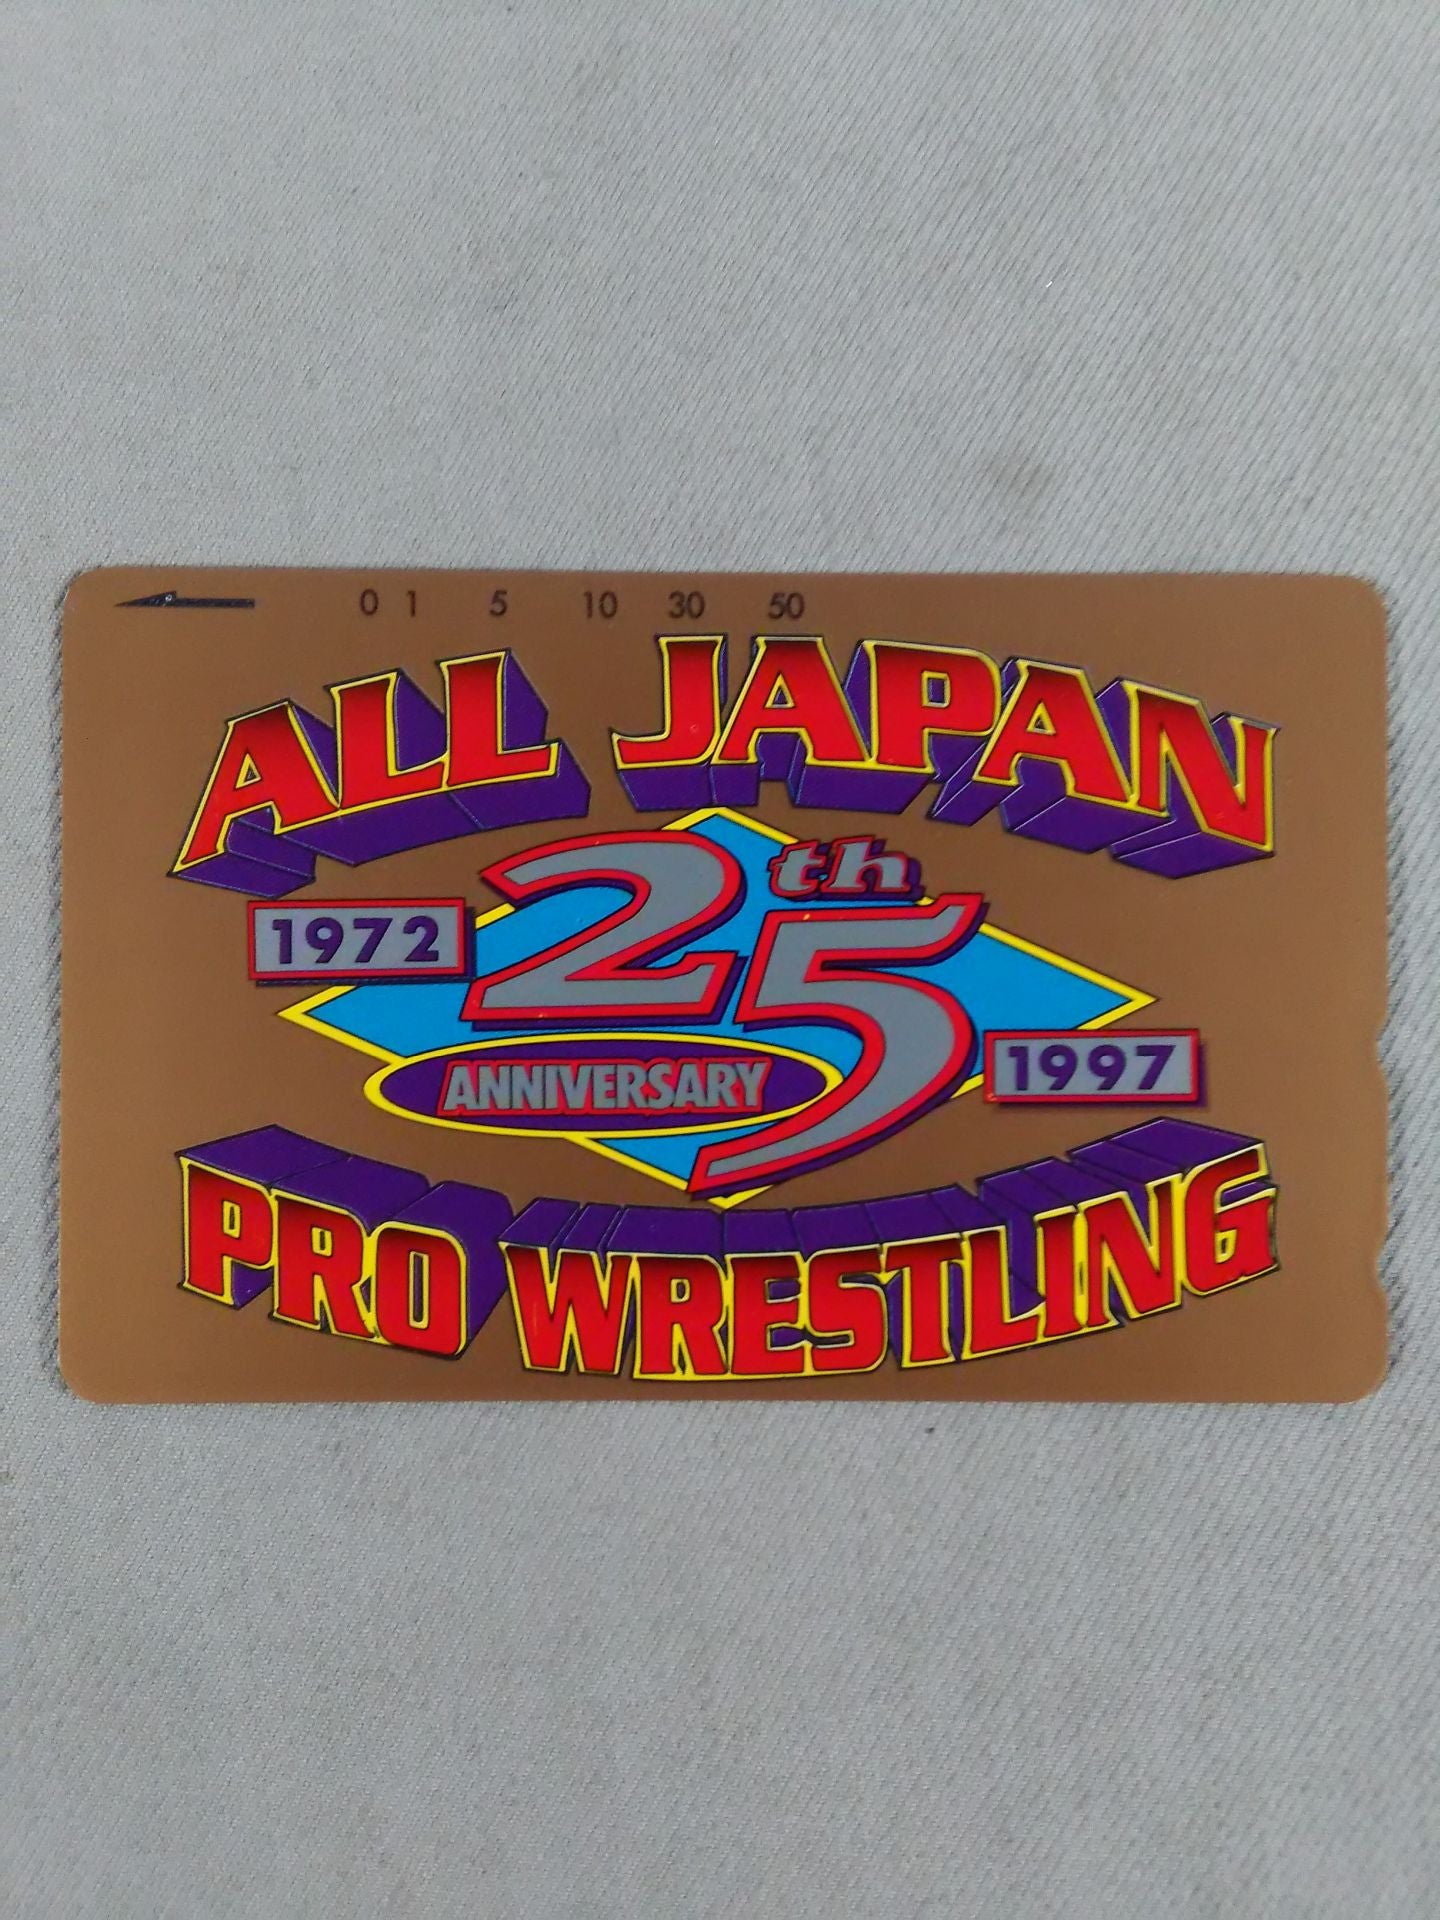 0 1 5 10 30 50
ALL JAPAN
25th
1972
ANNIVERSARY
1997
PRO WRESTLING